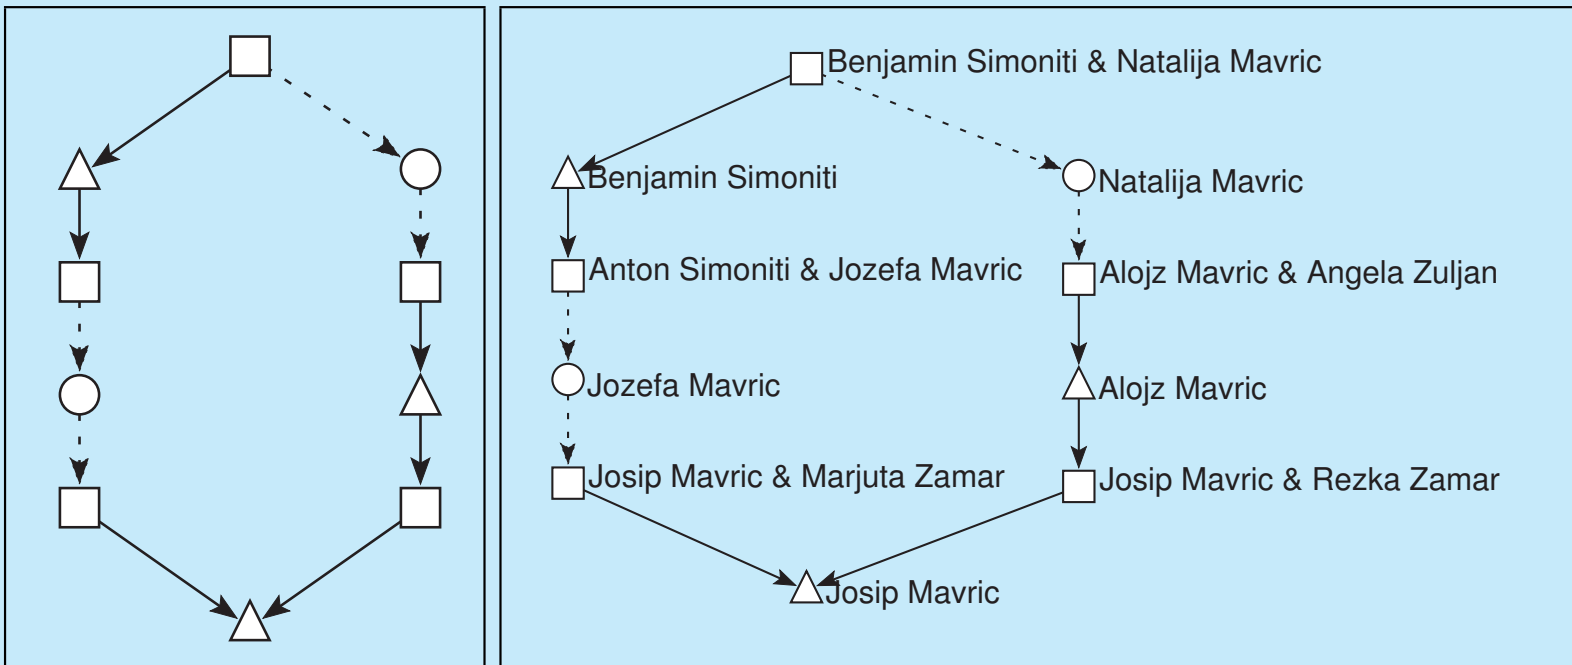 Benjamin Simoniti & Natalija Mavric
Benjamin Simoniti
Natalija Mavric
Anton Simoniti & Jozefa Mavric
Alojz Mavric & Angela Zuljan
Jozefa Mavric
Alojz Mavric
Josip Mavric & Marjuta Zamar
Josip Mavric & Rezka Zamar
Josip Mavric